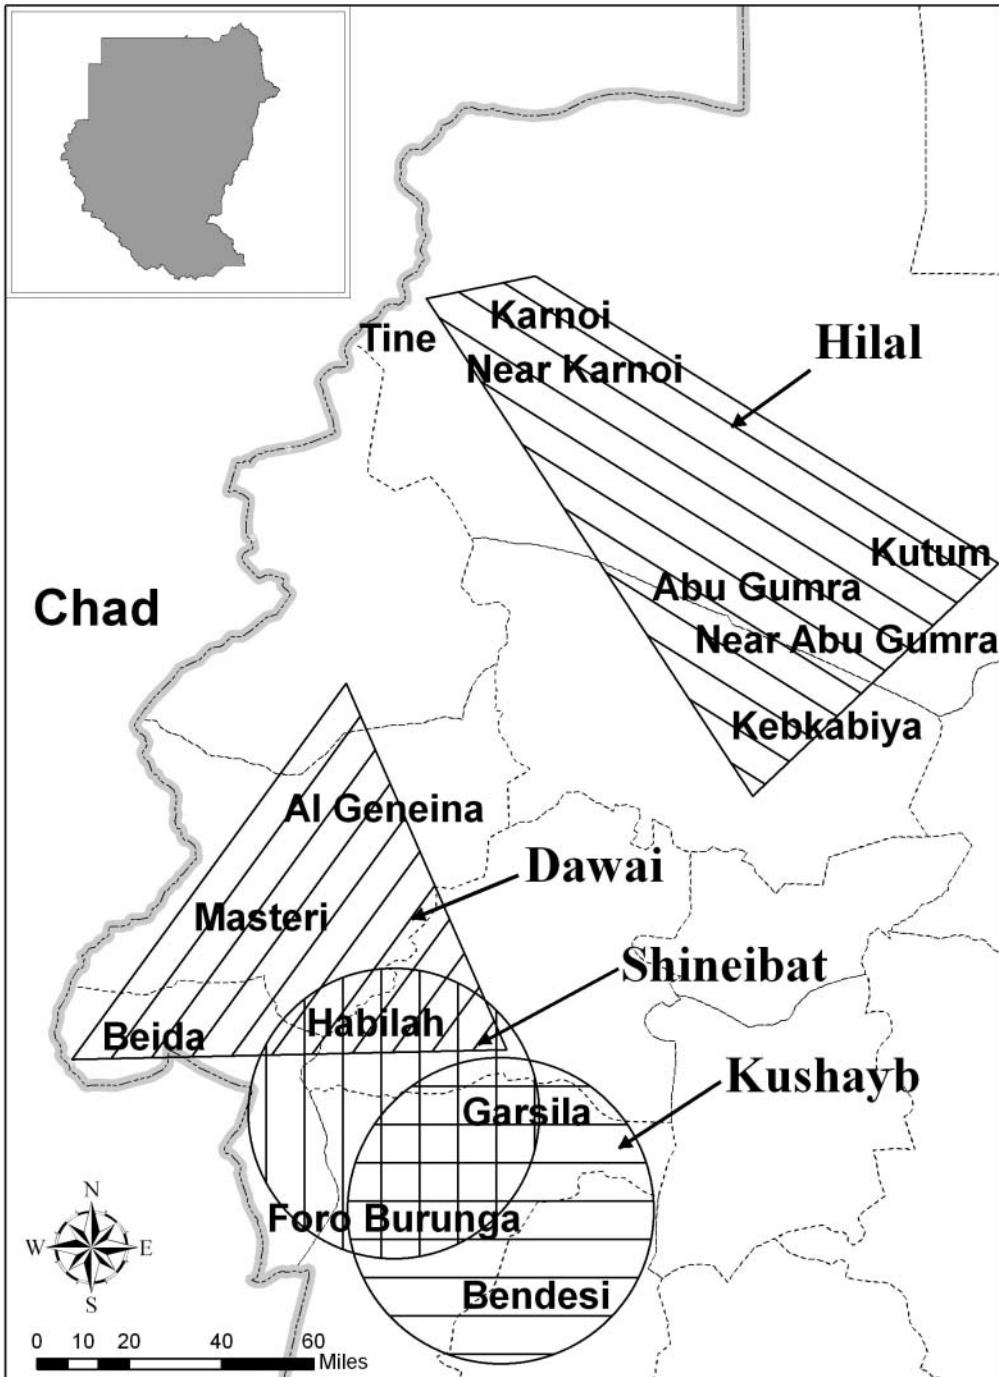 Karnoi
Tine
Hilal
Near Karnoi
Kutum
Abu Gumra
Chad
Near Abu Gumra
Kebkabiya
Al Geneina
Dawai
Masteri
Shineibat
Habilah
Beida
Kushayb
Garsila
N
Foro Burunga
W E
S
Bendesi
0 10 20 40 60
Miles